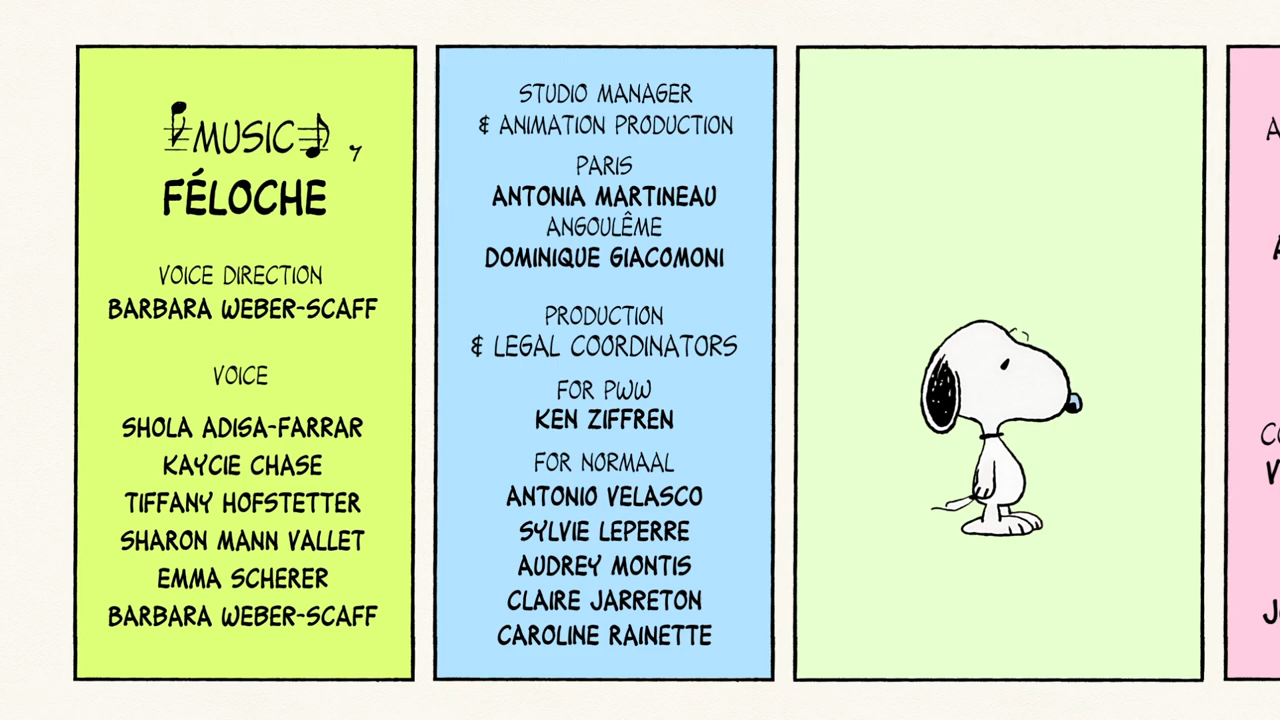 MUSIC
FÉLOCHE
VOICE DIRECTION
BARBARA WEBER-SCAFF
VOICE
SHOLA ADISA-FARRAR
KAYCIE CHASE
TIFFANY HOFSTETTER
SHARON MANN VALLET
EMMA SCHERER
BARBARA WEBER-SCAFF
STUDIO MANAGER
& ANIMATION PRODUCTION
PARIS
ANTONIA MARTINEAU
ANGOULÊME
DOMINIQUE GIACOMONI
PRODUCTION
& LEGAL COORDINATORS
FOR PWW
KEN ZIFFREN
FOR NORMAAL
ANTONIO VELASCO
SYLVIE LEPERRE
AUDREY MONTIS
CLAIRE JARRETON
CAROLINE RAINETTE